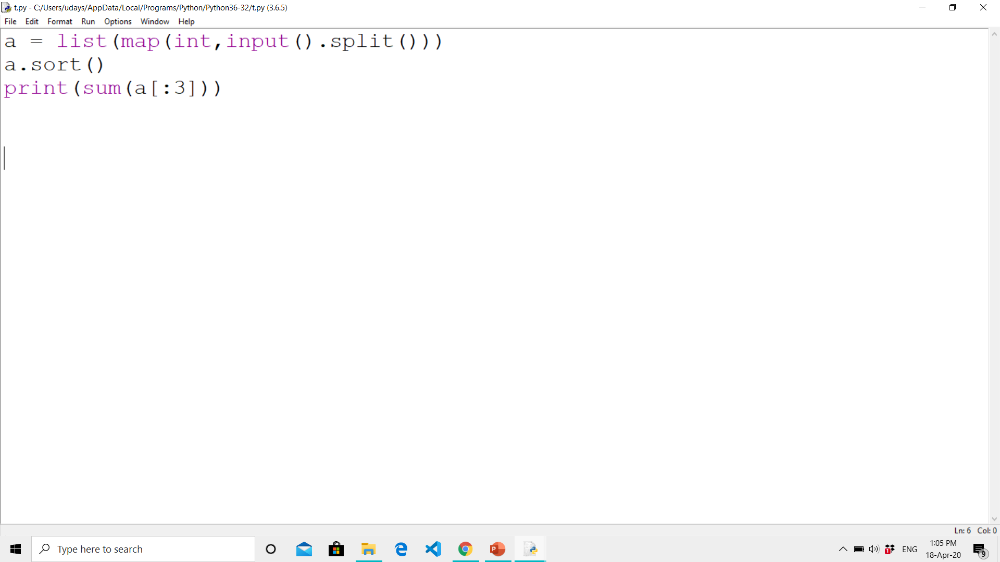 t.py - C:/Users/udays/AppData/Local/Programs/Python/Python36-32/t.py (3.6.5)
File Edit Format Run Options Window Help
a = list(map(int,input().split()))
a.sort()
print(sum(a[:3]))
Ln: 6 Col: 0
Type here to search
P
1
ENG
1:05 PM
18-Apr-20
9